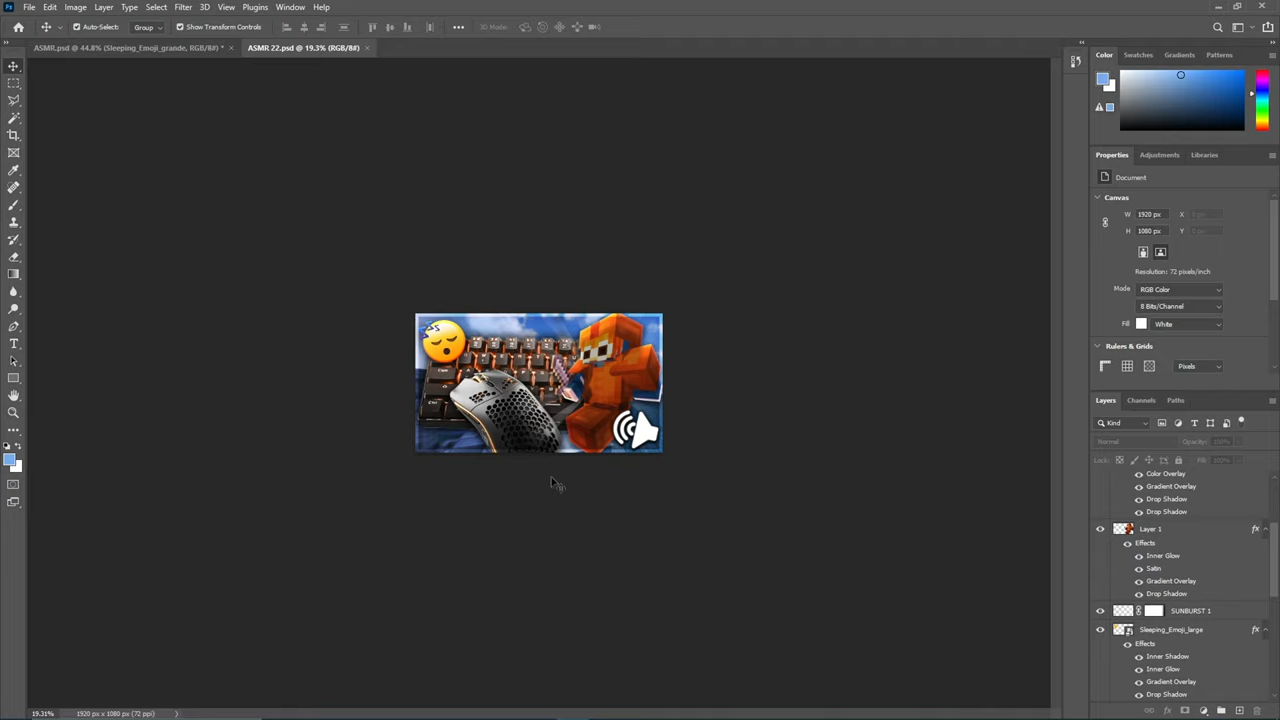 File Edit Image Layer Type Select Filter 3D View Plugins Window Help
Auto-Select: Group Show Transform Controls 3D Mode:
ASMR.psd @ 44.8% (Sleeping_Emoji_grande, RGB/8#) * ASMR 22.psd @ 19.3% (RGB/8#)
Color Swatches Gradients Patterns
Properties Adjustments Libraries
Document
Canvas
W 1920 px X
H 1080 px Y
Resolution: 72 pixels/inch
Mode RGB Color
8 Bits/Channel
Fill White
Rulers & Grids
Pixels
Layers Channels Paths
Kind
Normal Opacity: 100%
Lock: Fill: 100%
Color Overlay
Gradient Overlay
Drop Shadow
Drop Shadow
Layer 1 fx
Effects
Inner Glow
Satin
Gradient Overlay
Drop Shadow
SUNBURST 1
Sleeping_Emoji_large fx
Effects
Inner Shadow
Inner Glow
Gradient Overlay
Drop Shadow
19.31% 1920 px x 1080 px (72 ppi)